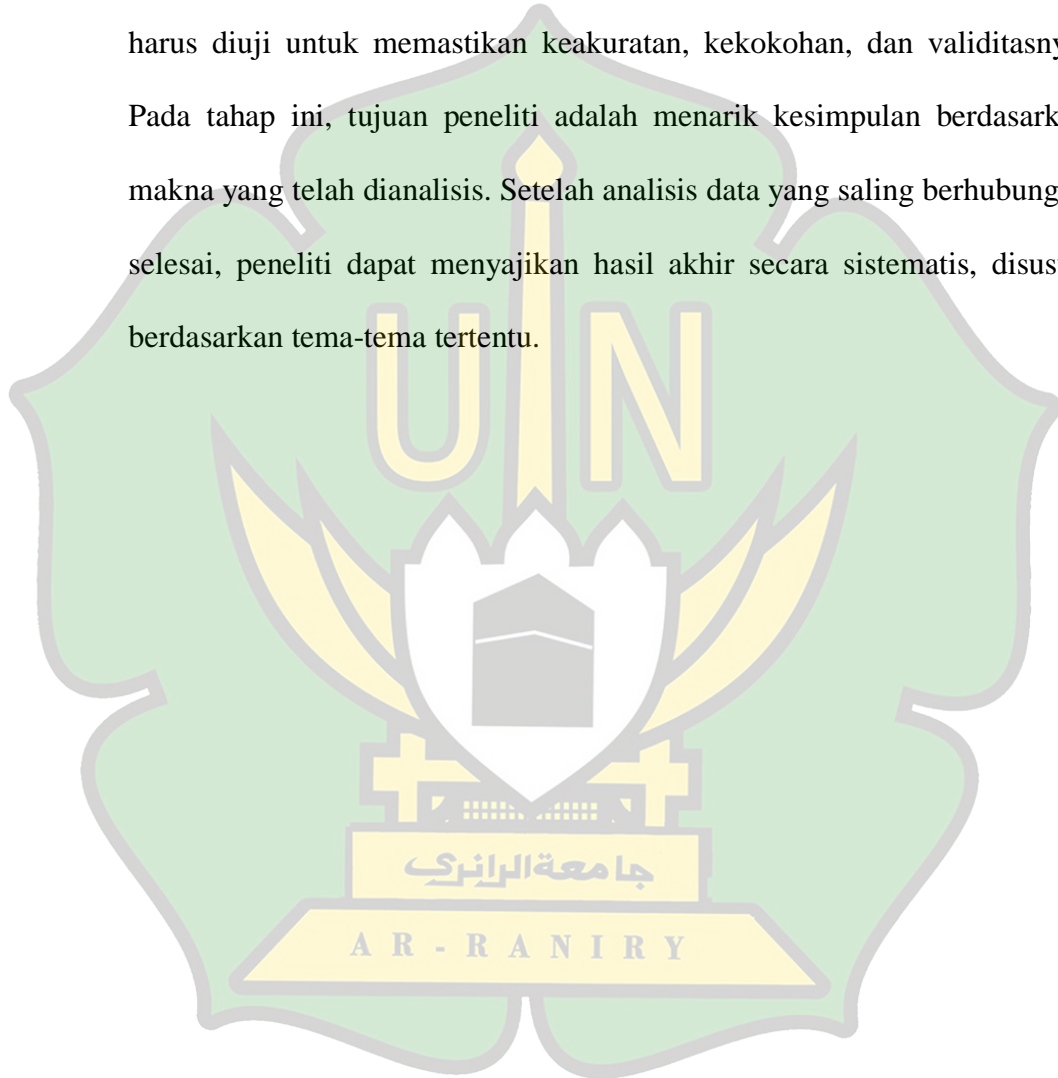 harus diuji untuk memastikan keakuratan, kekokohan, dan validitasny
Pada tahap ini, tujuan peneliti adalah menarik kesimpulan berdasark
makna yang telah dianalisis. Setelah analisis data yang saling berhubung
selesai, peneliti dapat menyajikan hasil akhir secara sistematis, disus
berdasarkan tema-tema tertentu.
UIN
جامعة الرانري
AR-RANIRY